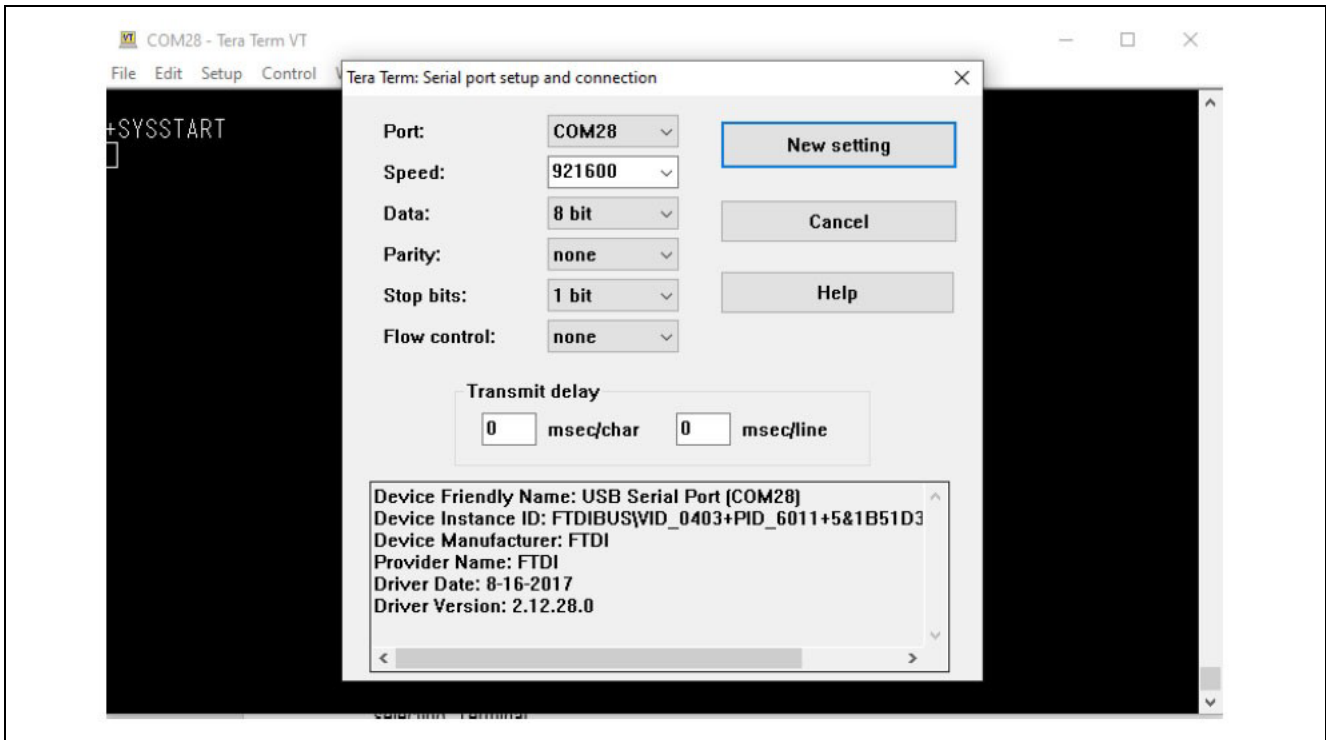 COM28 - Tera Term VT
File Edit Setup Control
Tera Term: Serial port setup and connection
+SYSSTART
Port: COM28
New setting
Speed: 921600
Data: 8 bit
Cancel
Parity: none
Stop bits: 1 bit
Help
Flow control: none
Transmit delay
0 msec/char 0 msec/line
Device Friendly Name: USB Serial Port (COM28)
Device Instance ID: FTDIBUS\VID_0403+PID_6011+5&1B51D3
Device Manufacturer: FTDI
Provider Name: FTDI
Driver Date: 8-16-2017
Driver Version: 2.12.28.0